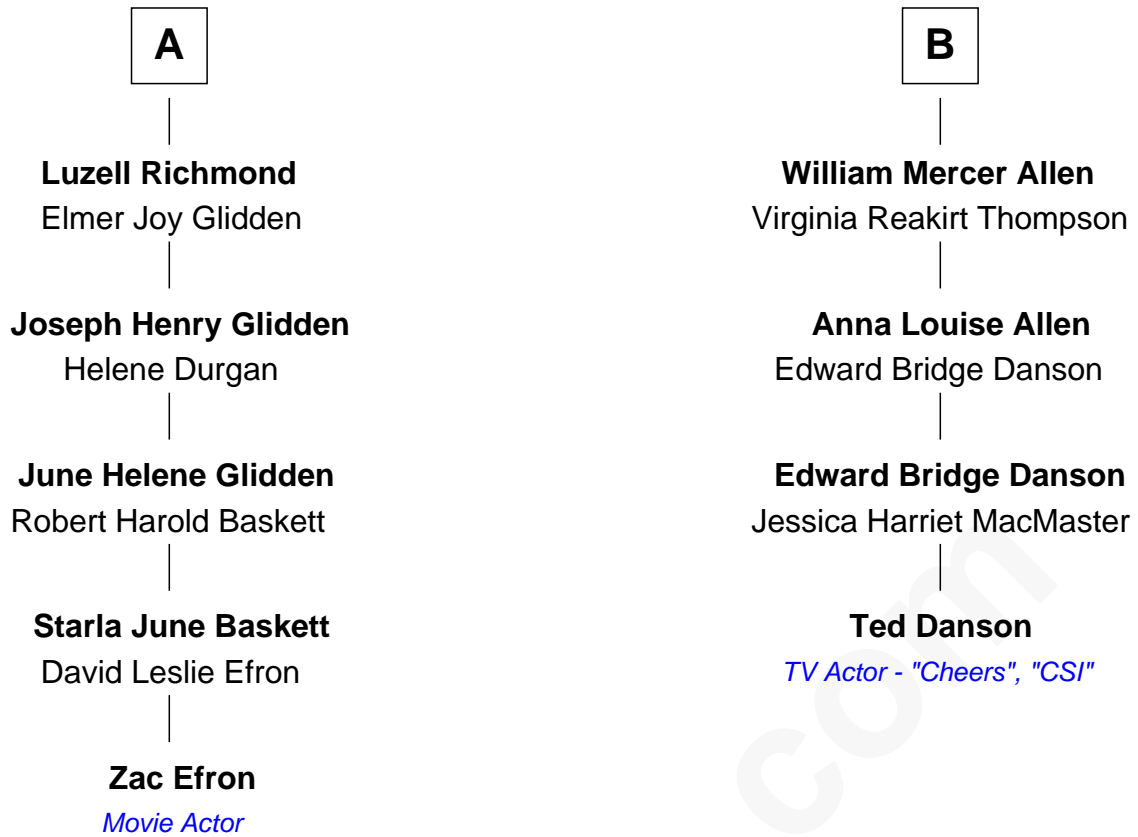 A
Luzell Richmond
Elmer Joy Glidden
Joseph Henry Glidden
Helene Durgan
June Helene Glidden
Robert Harold Baskett
Starla June Baskett
David Leslie Efron
Zac Efron
Movie Actor
B
William Mercer Allen
Virginia Reakirt Thompson
Anna Louise Allen
Edward Bridge Danson
Edward Bridge Danson
Jessica Harriet MacMaster
Ted Danson
TV Actor - "Cheers", "CSI"
com